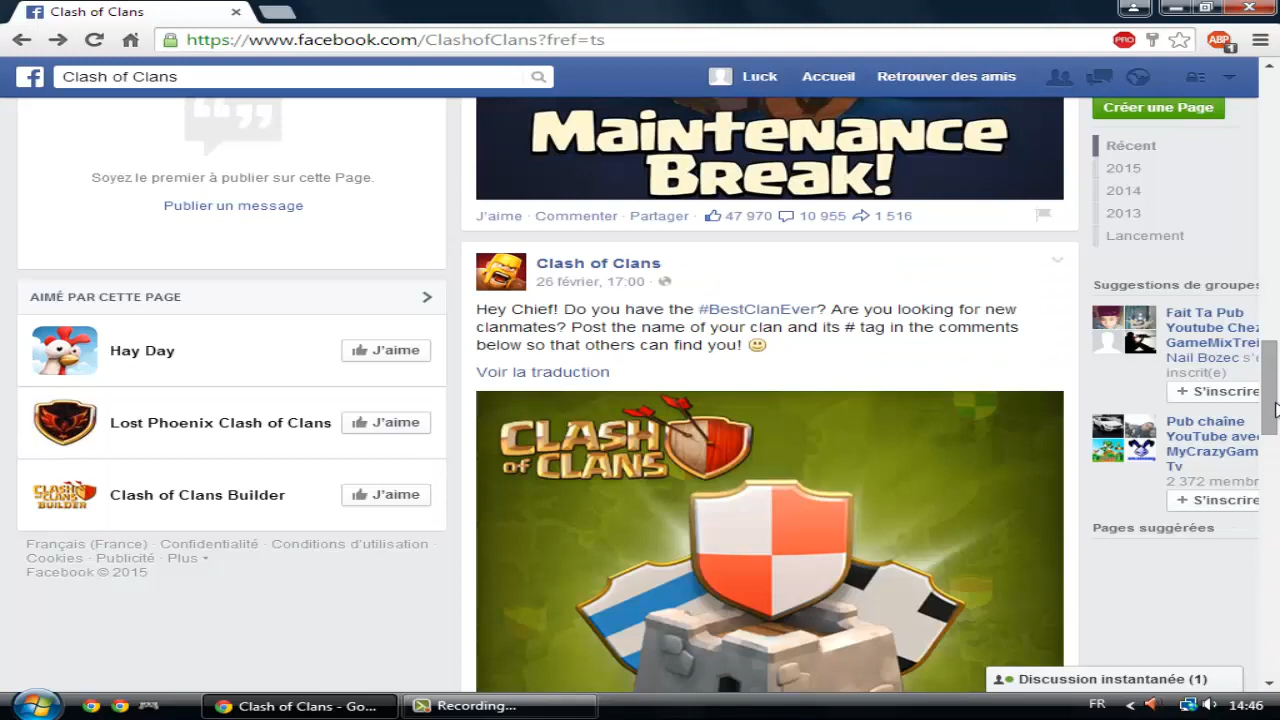 Clash of Clans
https://www.facebook.com/ClashofClans?fref=ts
PRO
ABP
1
Clash of Clans
Luck
Accueil
Retrouver des amis
Soyez le premier à publier sur cette Page.
Publier un message
AIMÉ PAR CETTE PAGE
Hay Day
J'aime
Lost Phoenix Clash of Clans
J'aime
CLASH OF CLANS BUILDER
Clash of Clans Builder
J'aime
Français (France) · Confidentialité · Conditions d'utilisation ·
Cookies · Publicité · Plus
Facebook © 2015
MAINTENANCE
BREAK!
J'aime · Commenter · Partager · 47 970 10 955 1 516
Clash of Clans
26 février, 17:00 ·
Hey Chief! Do you have the #BestClanEver? Are you looking for new
clanmates? Post the name of your clan and its # tag in the comments
below so that others can find you!
Voir la traduction
CLASH
OF CLANS
Créer une Page
Récent
2015
2014
2013
Lancement
Suggestions de groupes
Fait Ta Pub
Youtube Chez
GameMixTrei
Nail Bozec s'e
inscrit(e)
+ S'inscrire
Pub chaîne
YouTube avec
MyCrazyGam
Tv
2 372 membr
+ S'inscrire
Pages suggérées
Discussion instantanée (1)
Clash of Clans - Go...
Recording...
FR
14:46